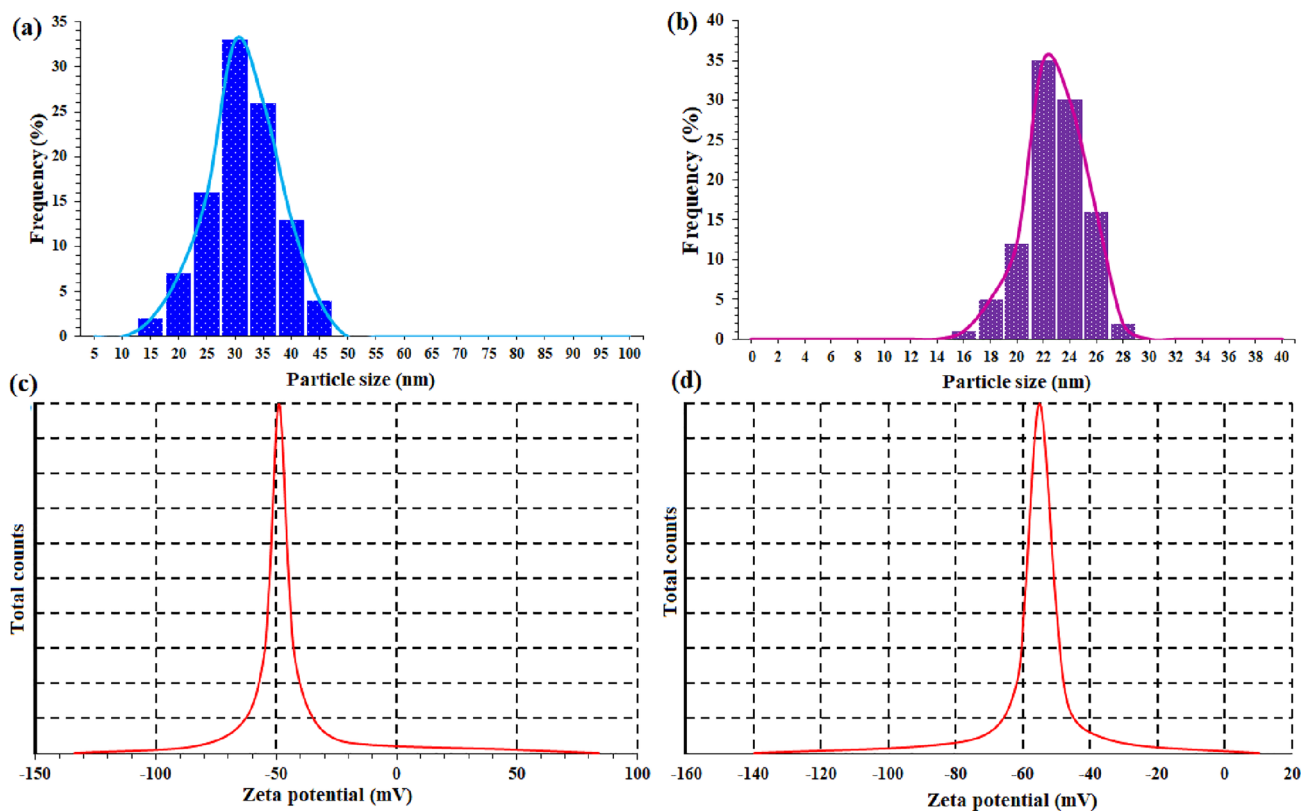 (a)
35
30
25
20
15
10
5
0
Frequency (%)
5 10 15 20 25 30 35 40 45 50 55 60 65 70 75 80 85 90 95 100
Particle size (nm)
(b)
40
35
30
25
20
15
10
5
0
Frequency (%)
0 2 4 6 8 10 12 14 16 18 20 22 24 26 28 30 32 34 36 38 40
Particle size (nm)
(c)
Total counts
-150 -100 -50 0 50 100
Zeta potential (mV)
(d)
Total counts
-160 -140 -120 -100 -80 -60 -40 -20 0 20
Zeta potential (mV)